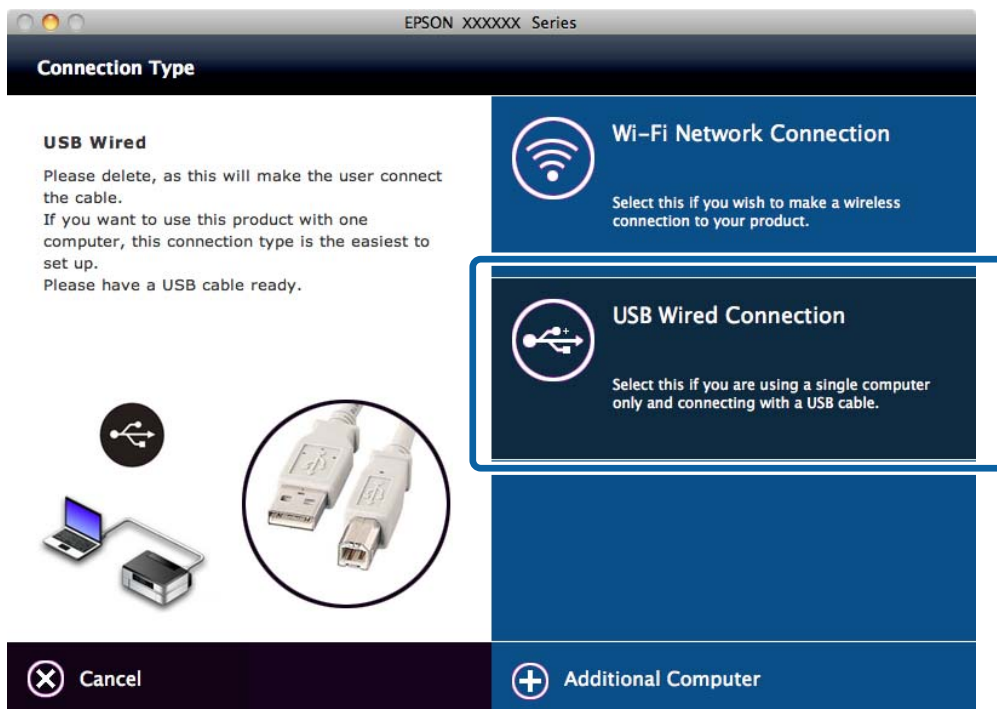 EPSON XXXXXX Series
Connection Type
USB Wired
Please delete, as this will make the user connect
the cable.
If you want to use this product with one
computer, this connection type is the easiest to
set up.
Please have a USB cable ready.
Wi-Fi Network Connection
Select this if you wish to make a wireless
connection to your product.
USB Wired Connection
Select this if you are using a single computer
only and connecting with a USB cable.
Cancel
Additional Computer